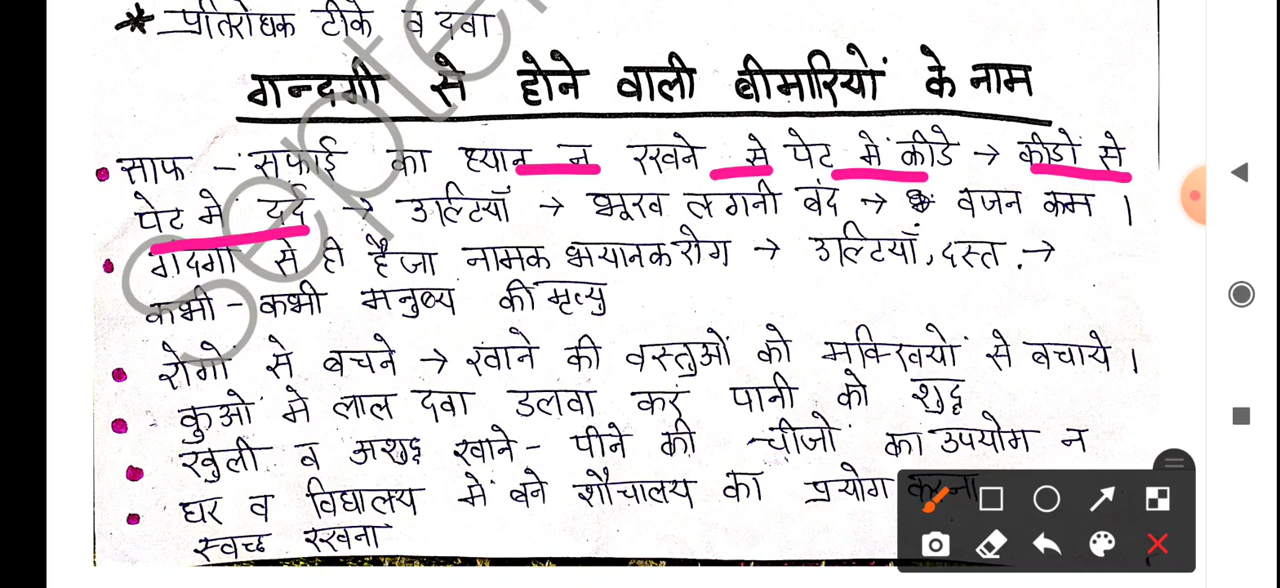 * प्रतिरोधक टीके व दवा
गन्दगी से होने वाली बीमारियों के नाम
साफ - सफाई का ध्यान न रखने से पेट में कीडे → कीडों से
पेट में दर्द → उल्टियाँ → भूख लगनी बंद → वजन कम ।
गंदगी से ही हैजा नामक भयानक रोग → उल्टियाँ, दस्त . →
कभी - कभी मनुष्य की मृत्यु
रोगों से बचने → खाने की वस्तुओं को मक्खियों से बचाये ।
कुओं में लाल दवा डलवा कर पानी को शुद्ध
खुली व अशुद्ध खाने - पीने की चीजों का उपयोग न
घर व विद्यालय में बने शौचालय का प्रयोग करना
स्वच्छ रखना